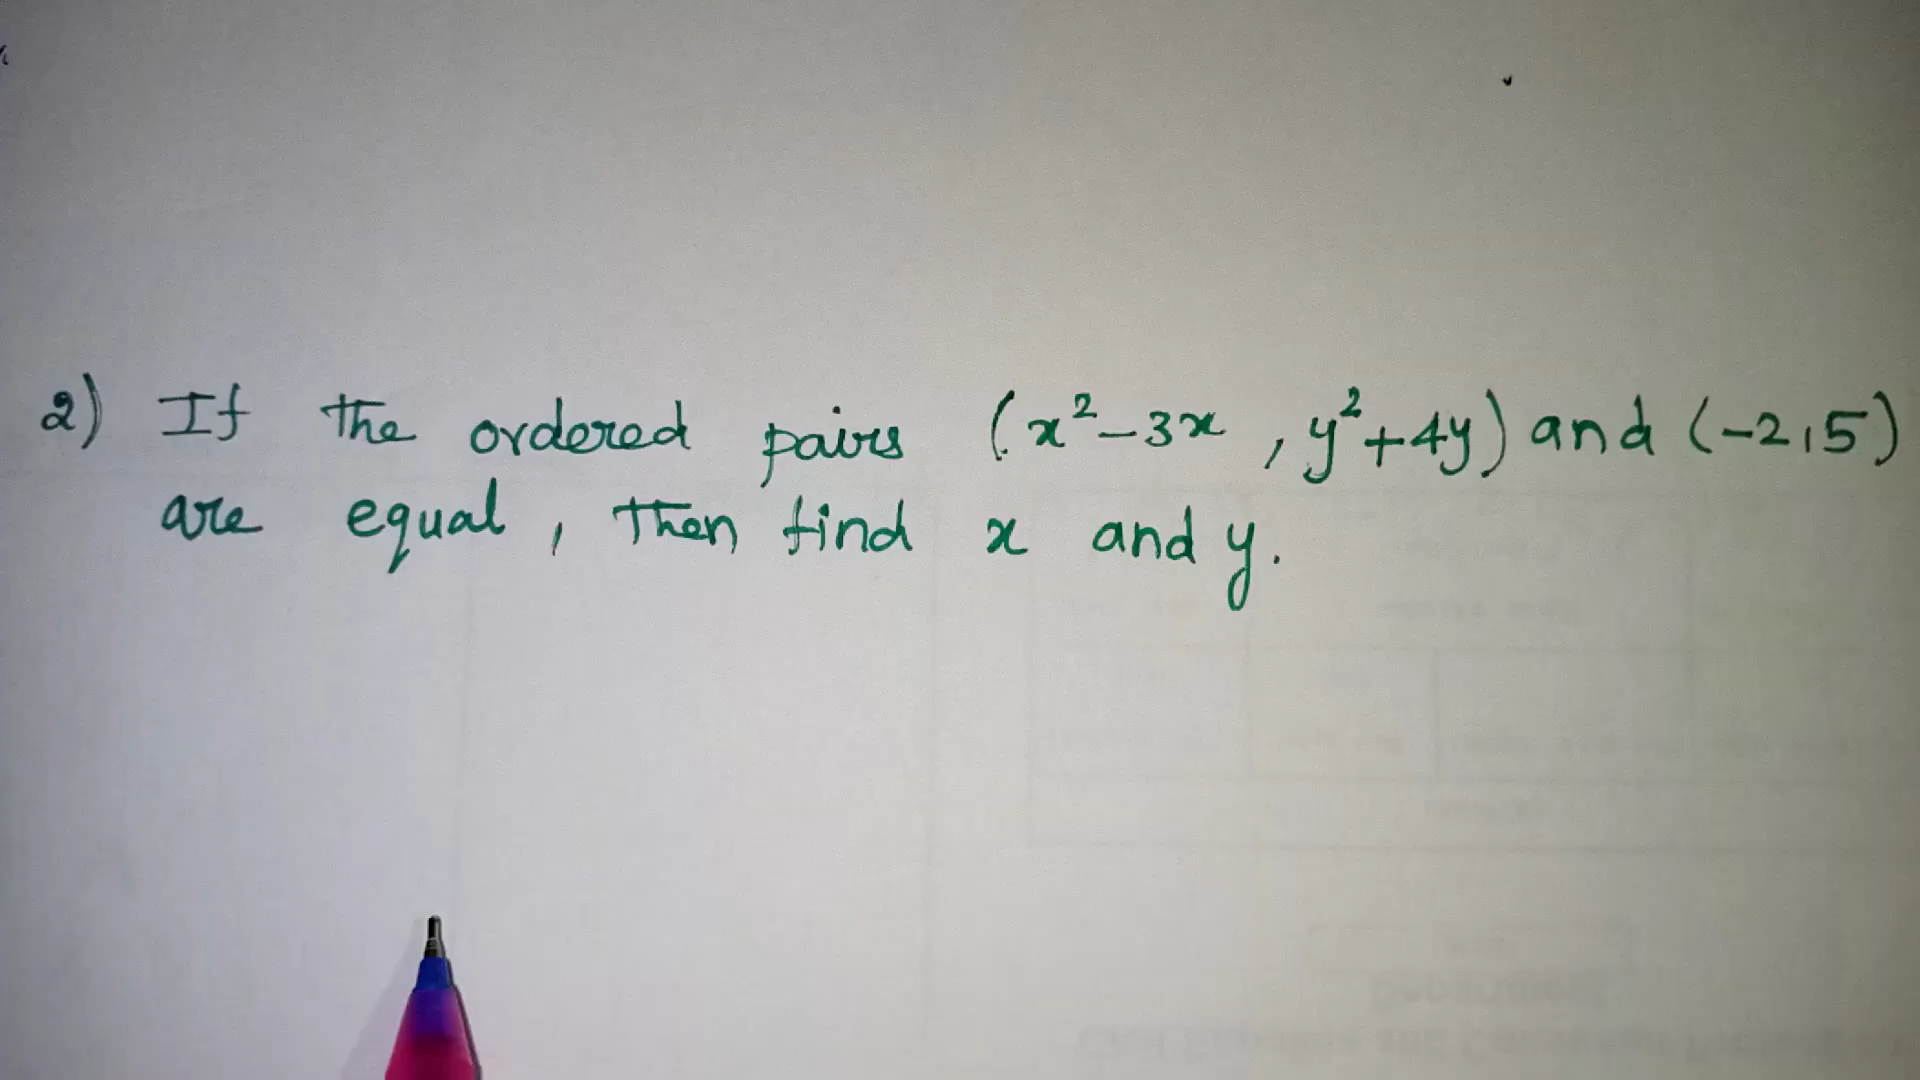 2) If the ordered pairs (x²-3x , y²+4y) and (-2,5)
are equal, then find x and y.